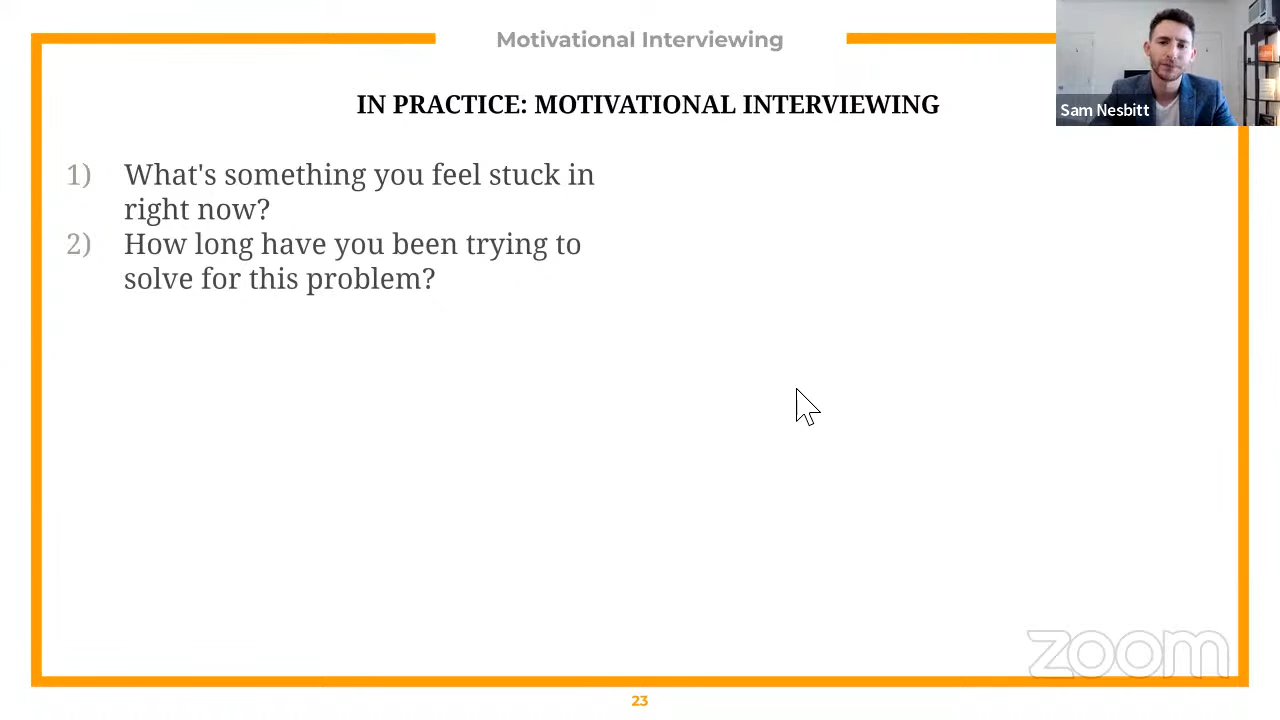 Motivational Interviewing
Sam Nesbitt
IN PRACTICE: MOTIVATIONAL INTERVIEWING
1) What's something you feel stuck in
right now?
2) How long have you been trying to
solve for this problem?
zoom
23